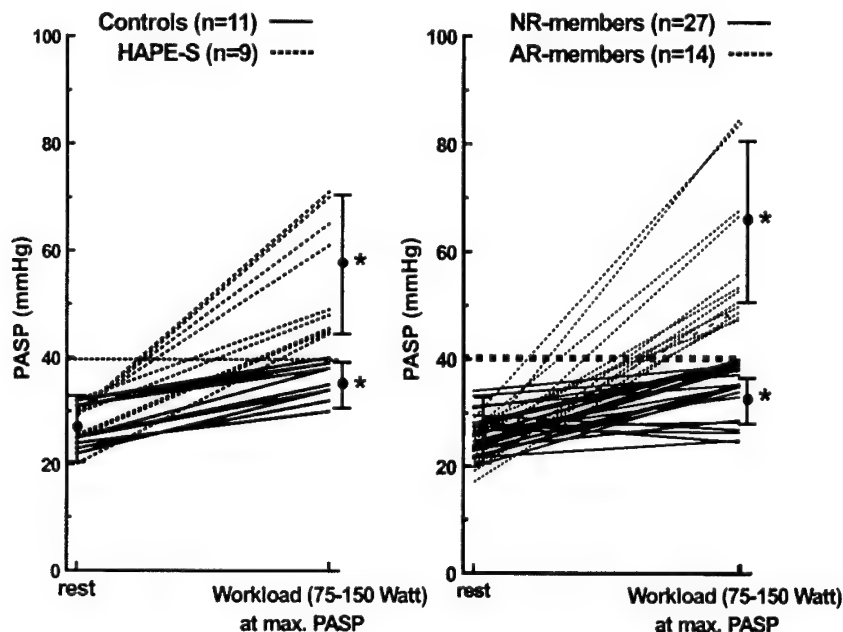 Controls (n=11)
HAPE-S (n=9)
100
80
60
40
20
0
PASP (mmHg)
*
*
rest
Workload (75-150 Watt)
at max. PASP
NR-members (n=27)
AR-members (n=14)
100
80
60
40
20
0
PASP (mmHg)
*
*
rest
Workload (75-150 Watt)
at max. PASP